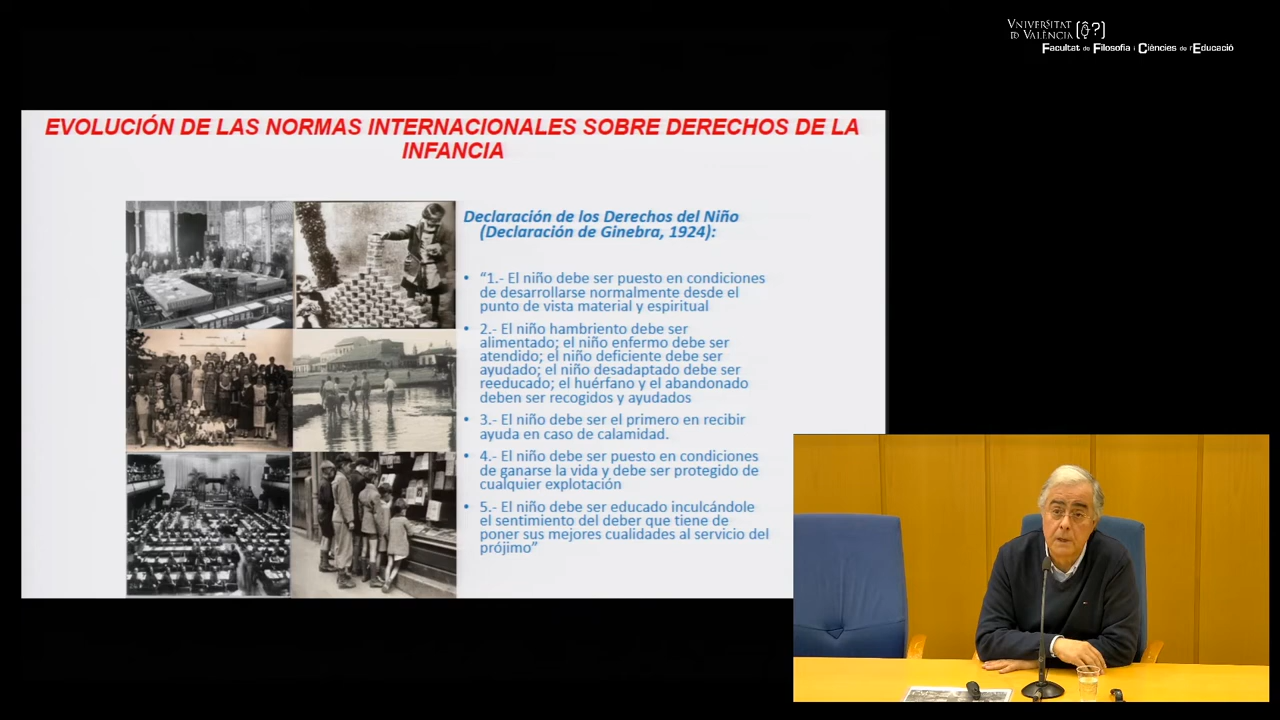 VNIVERSITAT
ID VALÈNCIA
Facultat de Filosofia i Ciències de l'Educació
EVOLUCIÓN DE LAS NORMAS INTERNACIONALES SOBRE DERECHOS DE LA
INFANCIA
Declaración de los Derechos del Niño
(Declaración de Ginebra, 1924):
• “1.- El niño debe ser puesto en condiciones
de desarrollarse normalmente desde el
punto de vista material y espiritual
• 2.- El niño hambriento debe ser
alimentado; el niño enfermo debe ser
atendido; el niño deficiente debe ser
ayudado; el niño desadaptado debe ser
reeducado; el huérfano y el abandonado
deben ser recogidos y ayudados
• 3.- El niño debe ser el primero en recibir
ayuda en caso de calamidad.
• 4.- El niño debe ser puesto en condiciones
de ganarse la vida y debe ser protegido de
cualquier explotación
• 5.- El niño debe ser educado inculcándole
el sentimiento del deber que tiene de
poner sus mejores cualidades al servicio del
prójimo”